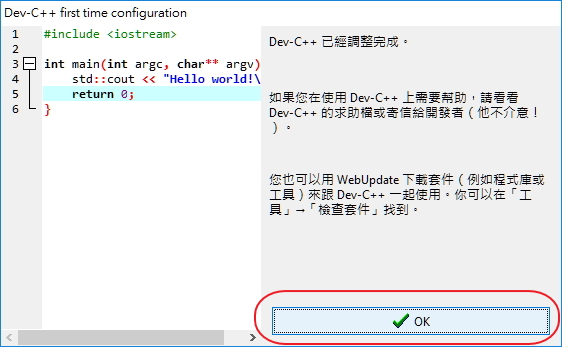 Dev-C++ first time configuration
1 #include <iostream>
2
3 int main(int argc, char** argv)
4 std::cout << "Hello world!\
5 return 0;
6 }
Dev-C++ 已經調整完成。
如果您在使用 Dev-C++ 上需要幫助，請看看
Dev-C++ 的求助檔或寄信給開發者（他不介意！
）。
您也可以用 WebUpdate 下載套件（例如程式庫或
工具）來跟 Dev-C++ 一起使用。你可以在「工
具」→「檢查套件」找到。
OK